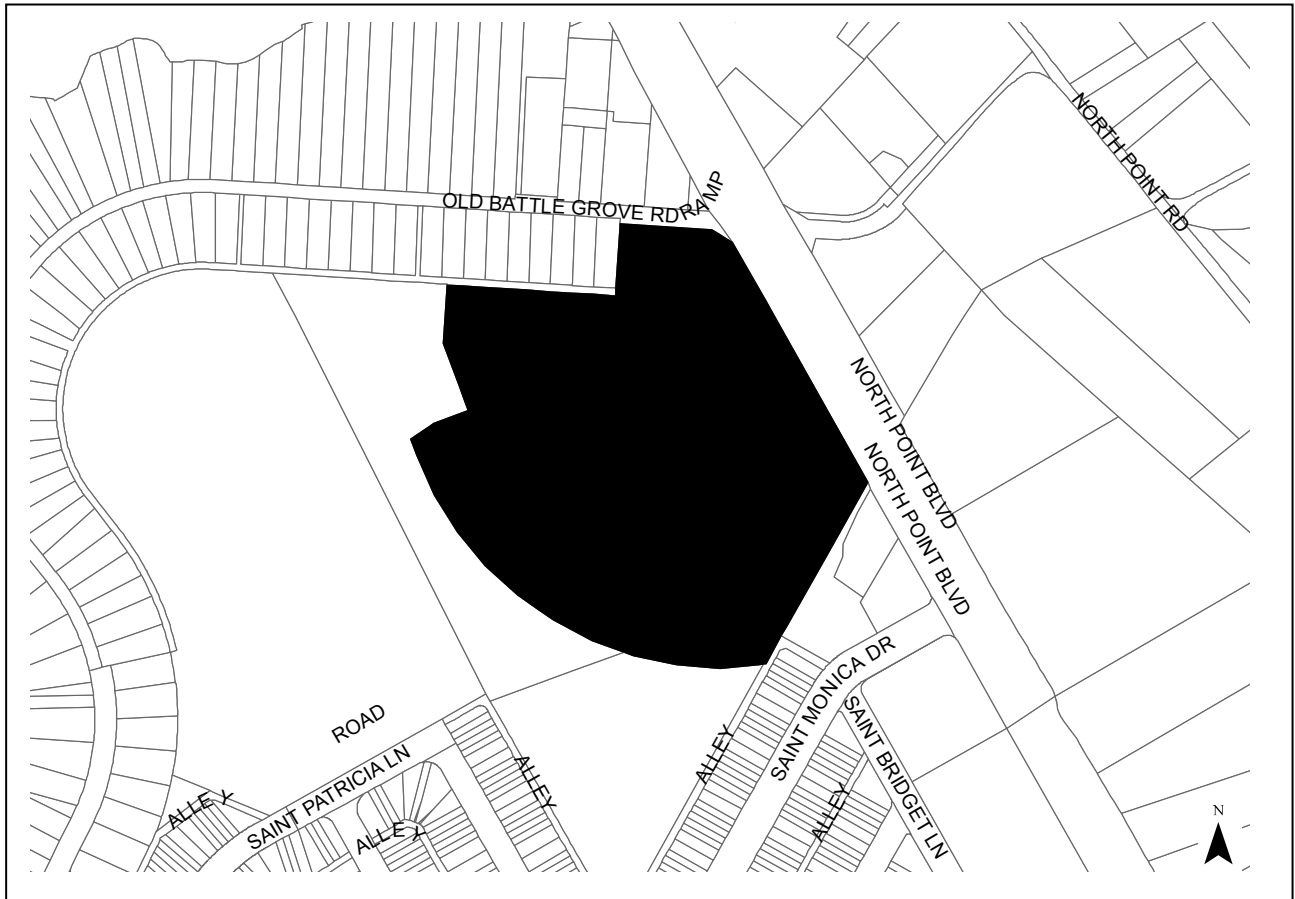 NORTH POINT RD
OLD BATTLE GROVE RD
RAMP
NORTH POINT BLVD
NORTH POINT BLVD
SAINT MONICA DR
ROAD
SAINT PATRICIA LN
ALLEY
ALLEY
SAINT BRIDGET LN
ALLEY
ALLEY
ALLEY
N